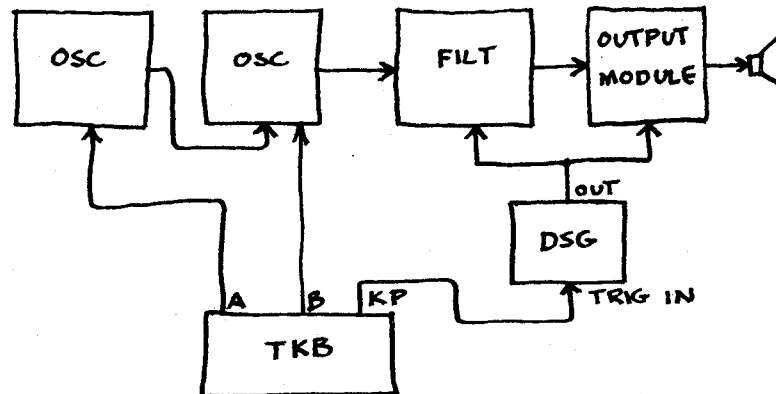 OSC
OSC
FILT
OUTPUT
MODULE
OUT
DSG
TRIG IN
A
B
KP
TKB